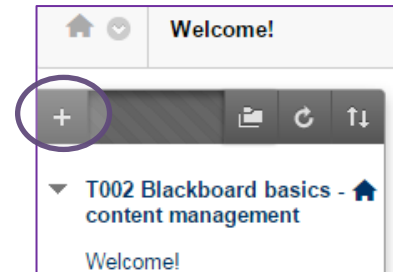 Welcome!
+
T002 Blackboard basics -
content management
Welcome!